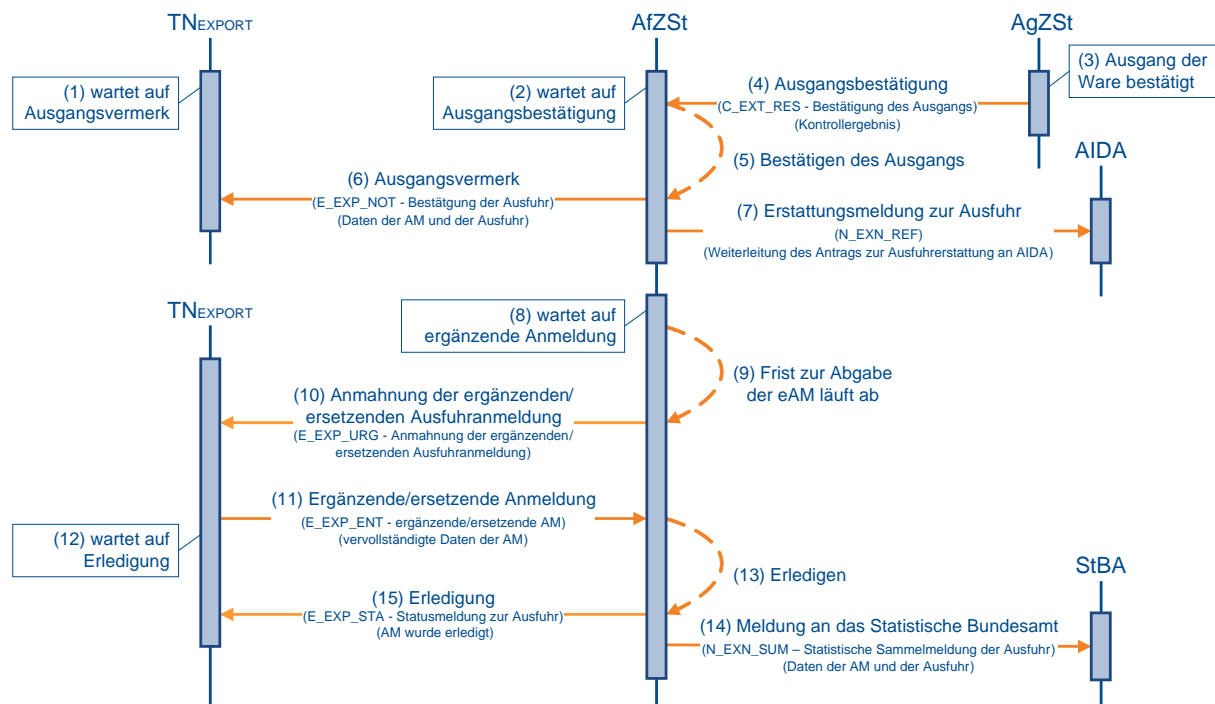 TNEXPORT
AfZSt
AgZSt
(1) wartet auf
Ausgangsvermerk
(2) wartet auf
Ausgangsbestätigung
(3) Ausgang der
Ware bestätigt
(4) Ausgangsbestätigung
(C_EXT_RES - Bestätigung des Ausgangs)
(Kontrollergebnis)
(5) Bestätigen des Ausgangs
AIDA
(6) Ausgangsvermerk
(E_EXP_NOT - Bestätgung der Ausfuhr)
(Daten der AM und der Ausfuhr)
(7) Erstattungsmeldung zur Ausfuhr
(N_EXN_REF)
(Weiterleitung des Antrags zur Ausfuhrerstattung an AIDA)
TNEXPORT
(8) wartet auf
ergänzende Anmeldung
(9) Frist zur Abgabe
der eAM läuft ab
(10) Anmahnung der ergänzenden/
ersetzenden Ausfuhranmeldung
(E_EXP_URG - Anmahnung der ergänzenden/
ersetzenden Ausfuhranmeldung)
(11) Ergänzende/ersetzende Anmeldung
(E_EXP_ENT - ergänzende/ersetzende AM)
(vervollständigte Daten der AM)
(12) wartet auf
Erledigung
(13) Erledigen
StBA
(15) Erledigung
(E_EXP_STA - Statusmeldung zur Ausfuhr)
(AM wurde erledigt)
(14) Meldung an das Statistische Bundesamt
(N_EXN_SUM – Statistische Sammelmeldung der Ausfuhr)
(Daten der AM und der Ausfuhr)